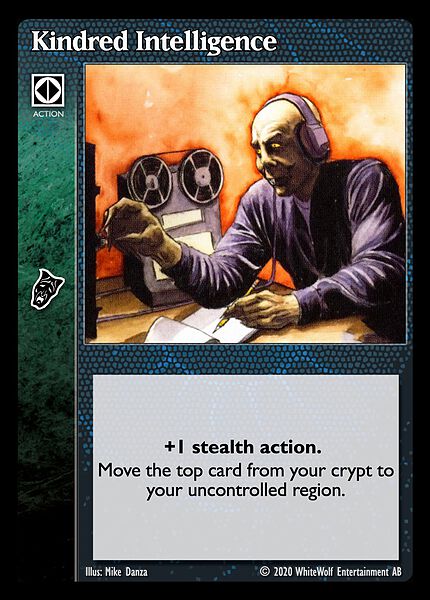 Kindred Intelligence
ACTION
+1 stealth action.
Move the top card from your crypt to
your uncontrolled region.
Illus: Mike Danza © 2020 WhiteWolf Entertainment AB